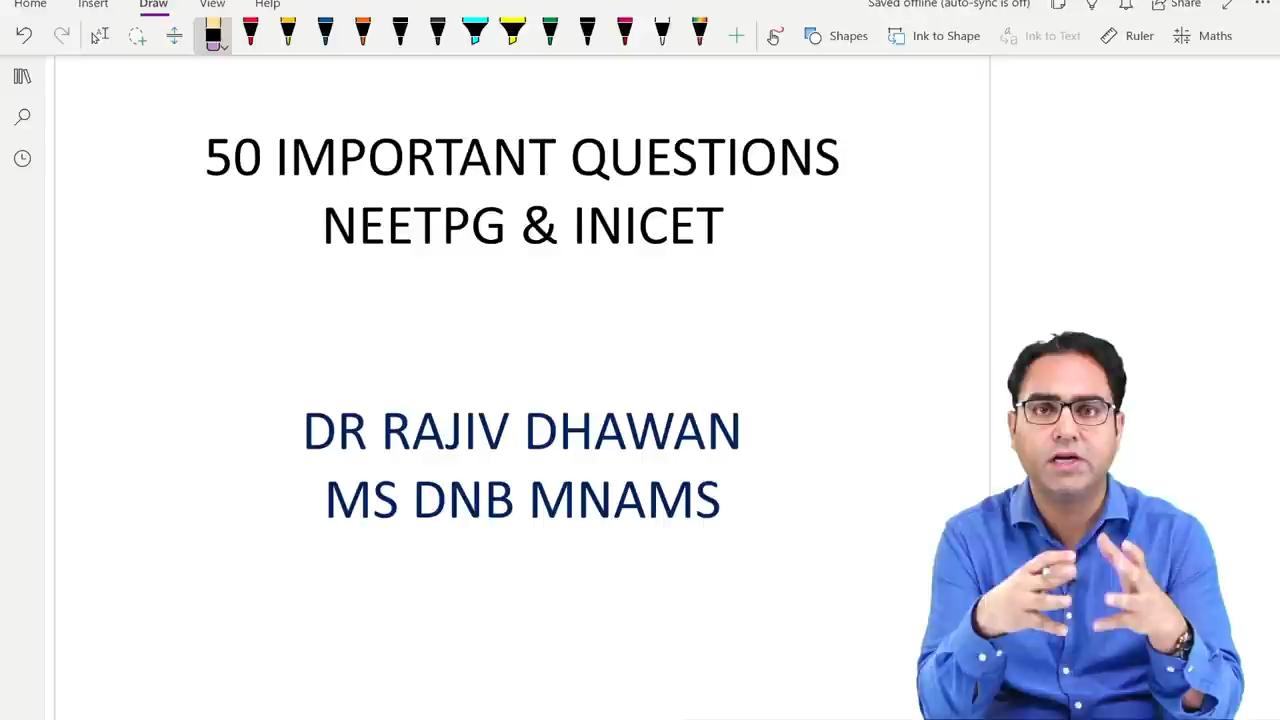 Home Insert Draw View Help Saved offline (auto-sync is off) Share
Shapes Ink to Shape Ink to Text Ruler Maths
50 IMPORTANT QUESTIONS
NEETPG & INICET
DR RAJIV DHAWAN
MS DNB MNAMS